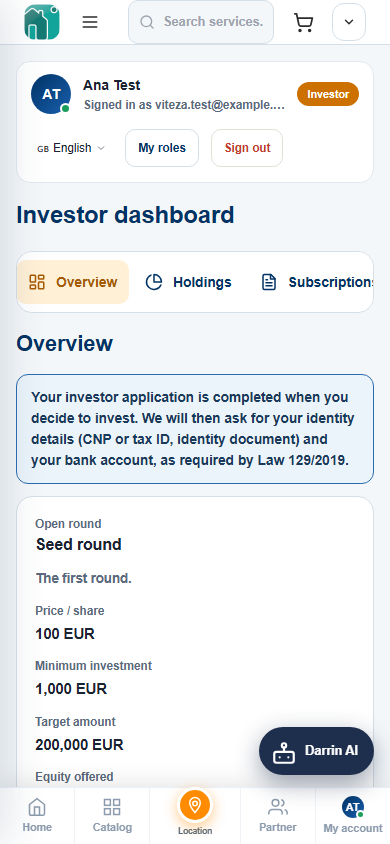 Search services.
AT
Ana Test
Signed in as viteza.test@example....
Investor
GB English
My roles
Sign out
Investor dashboard
Overview
Holdings
Subscriptions
Overview
Your investor application is completed when you
decide to invest. We will then ask for your identity
details (CNP or tax ID, identity document) and
your bank account, as required by Law 129/2019.
Open round
Seed round
The first round.
Price / share
100 EUR
Minimum investment
1,000 EUR
Target amount
200,000 EUR
Equity offered
Darrin AI
Home
Catalog
Location
Partner
AT
My account